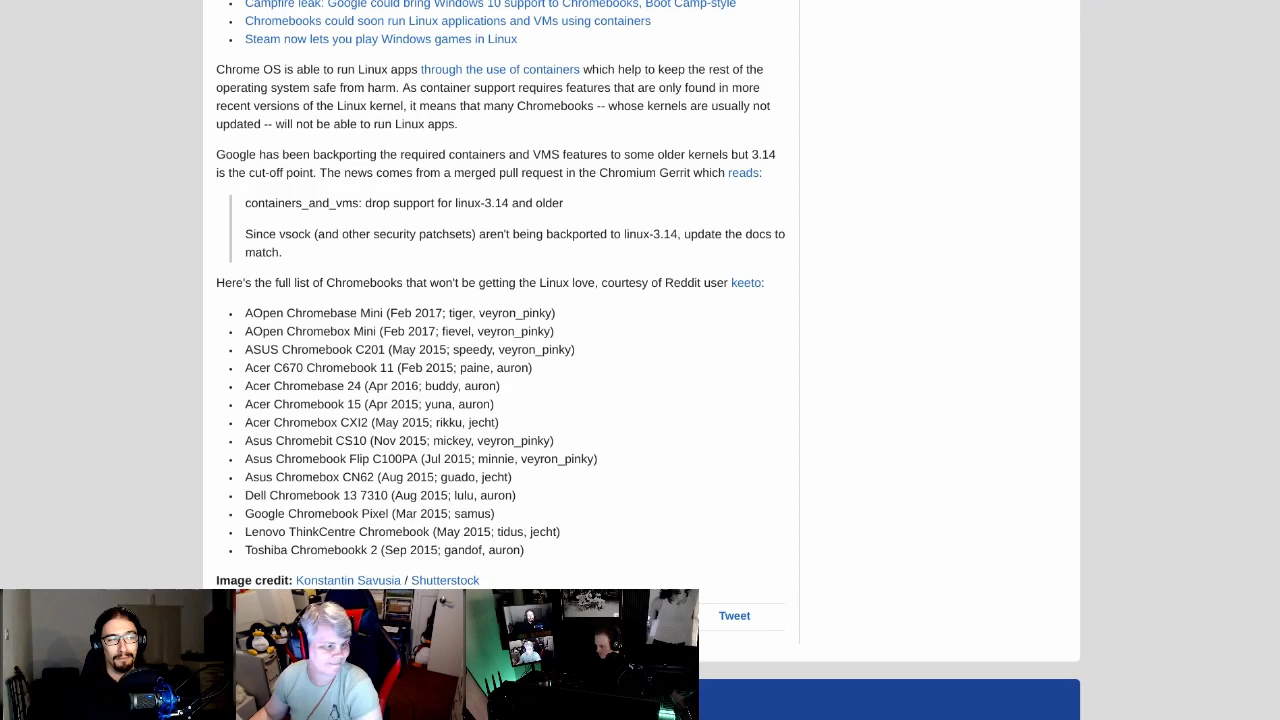 Campfire leak: Google could bring Windows 10 support to Chromebooks, Boot Camp-style
Chromebooks could soon run Linux applications and VMs using containers
Steam now lets you play Windows games in Linux
Chrome OS is able to run Linux apps through the use of containers which help to keep the rest of the
operating system safe from harm. As container support requires features that are only found in more
recent versions of the Linux kernel, it means that many Chromebooks -- whose kernels are usually not
updated -- will not be able to run Linux apps.
Google has been backporting the required containers and VMS features to some older kernels but 3.14
is the cut-off point. The news comes from a merged pull request in the Chromium Gerrit which reads:
containers_and_vms: drop support for linux-3.14 and older
Since vsock (and other security patchsets) aren't being backported to linux-3.14, update the docs to
match.
Here's the full list of Chromebooks that won't be getting the Linux love, courtesy of Reddit user keeto:
AOpen Chromebase Mini (Feb 2017; tiger, veyron_pinky)
AOpen Chromebox Mini (Feb 2017; fievel, veyron_pinky)
ASUS Chromebook C201 (May 2015; speedy, veyron_pinky)
Acer C670 Chromebook 11 (Feb 2015; paine, auron)
Acer Chromebase 24 (Apr 2016; buddy, auron)
Acer Chromebook 15 (Apr 2015; yuna, auron)
Acer Chromebox CXI2 (May 2015; rikku, jecht)
Asus Chromebit CS10 (Nov 2015; mickey, veyron_pinky)
Asus Chromebook Flip C100PA (Jul 2015; minnie, veyron_pinky)
Asus Chromebox CN62 (Aug 2015; guado, jecht)
Dell Chromebook 13 7310 (Aug 2015; lulu, auron)
Google Chromebook Pixel (Mar 2015; samus)
Lenovo ThinkCentre Chromebook (May 2015; tidus, jecht)
Toshiba Chromebookk 2 (Sep 2015; gandof, auron)
Image credit: Konstantin Savusia / Shutterstock
Tweet